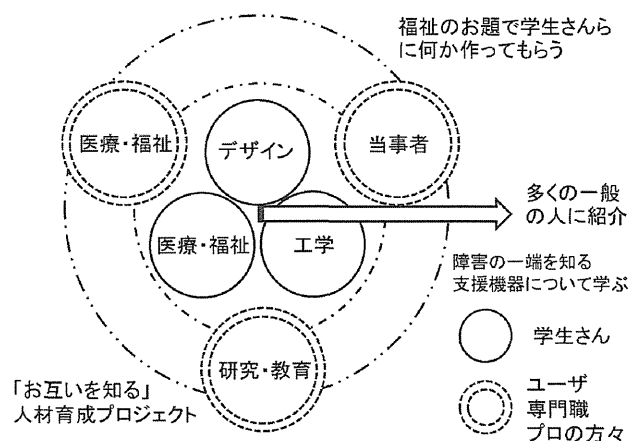 福祉のお題で学生さんら
に何か作ってもらう
医療・福祉
デザイン
当事者
多くの一般
の人に紹介
医療・福祉
工学
障害の一端を知る
支援機器について学ぶ
学生さん
研究・教育
「お互いを知る」
人材育成プロジェクト
ユーザ
専門職
プロの方々